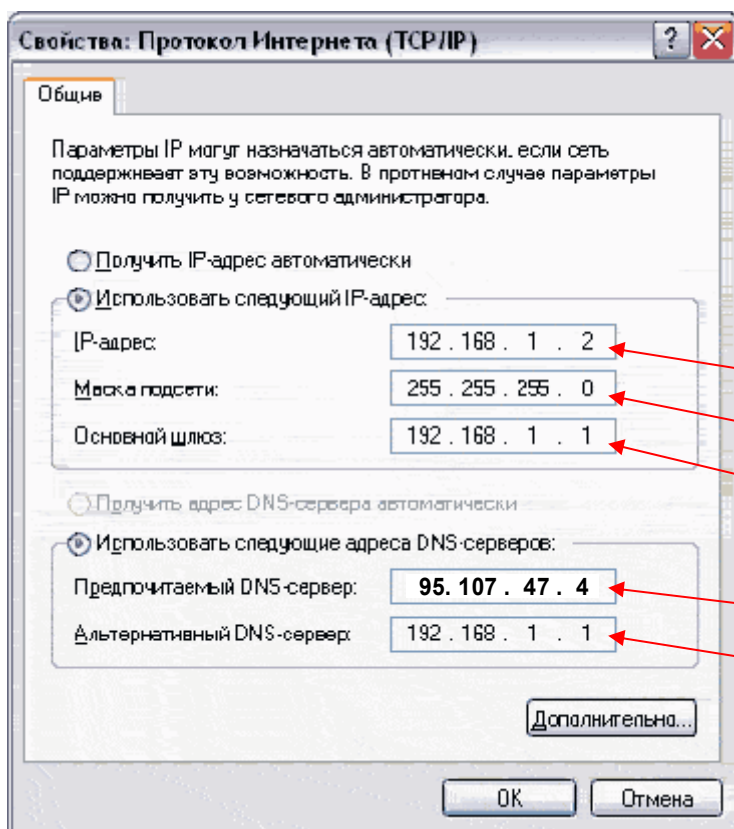 Свойства: Протокол Интернета (TCP/IP)
Общие
Параметры IP могут назначаться автоматически, если сеть
поддерживает эту возможность. В противном случае параметры
IP можно получить у сетевого администратора.
Получить IP-адрес автоматически
Использовать следующий IP-адрес:
IP-адрес: 192 . 168 . 1 . 2
Маска подсети: 255 . 255 . 255 . 0
Основной шлюз: 192 . 168 . 1 . 1
Получить адрес DNS-сервера автоматически
Использовать следующие адреса DNS-серверов:
Предпочитаемый DNS-сервер: 95. 107 . 47 . 4
Альтернативный DNS-сервер: 192 . 168 . 1 . 1
Дополнительно...
OK Отмена